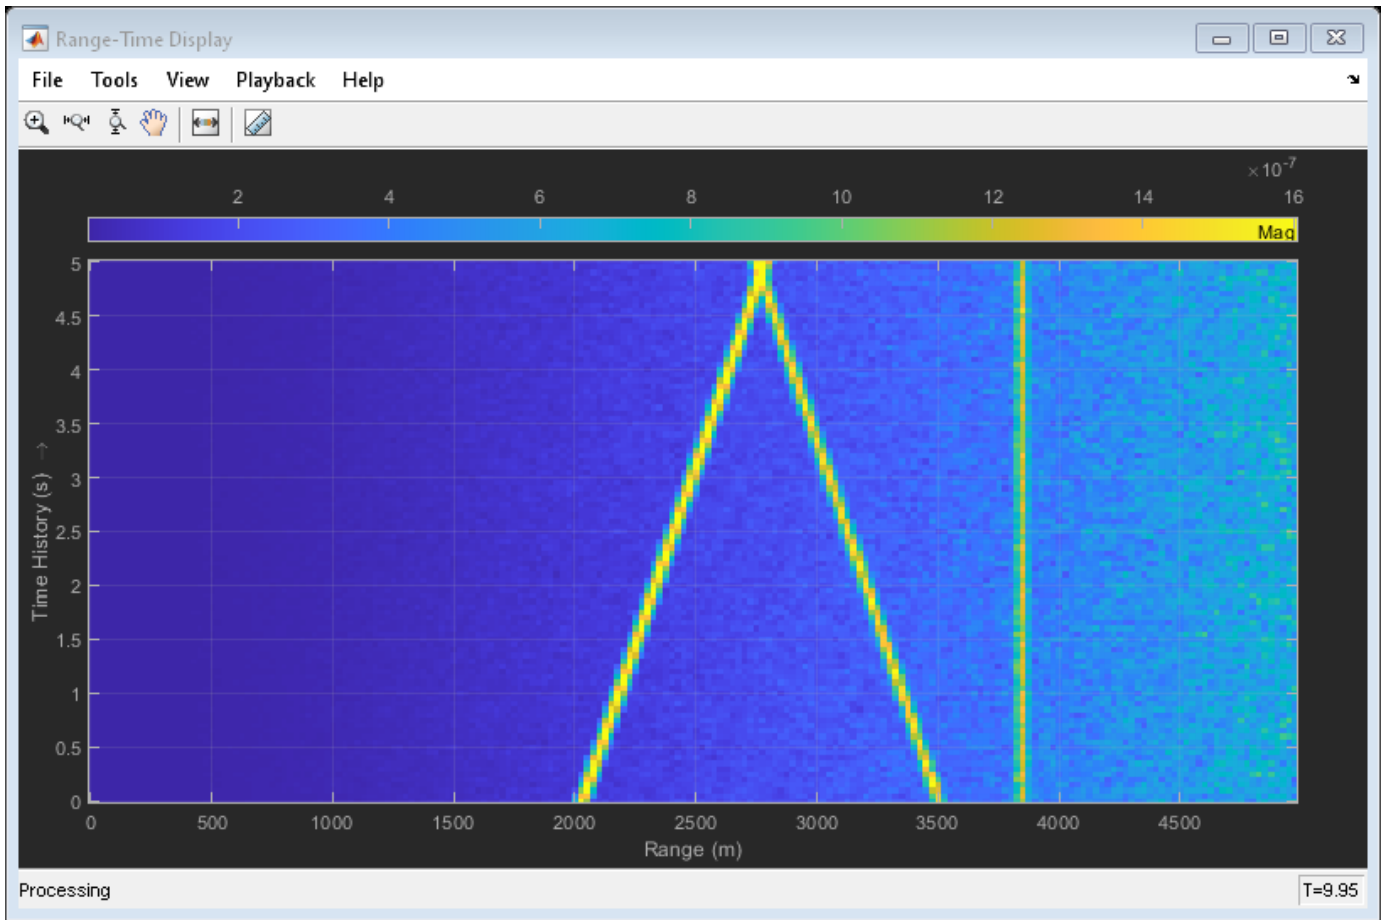 Range-Time Display
File Tools View Playback Help
×10⁻⁷
2 4 6 8 10 12 14 16
Mag
5
4.5
4
3.5
3
2.5
2
1.5
1
0.5
0
Time History (s) →
0 500 1000 1500 2000 2500 3000 3500 4000 4500
Range (m)
Processing T=9.95